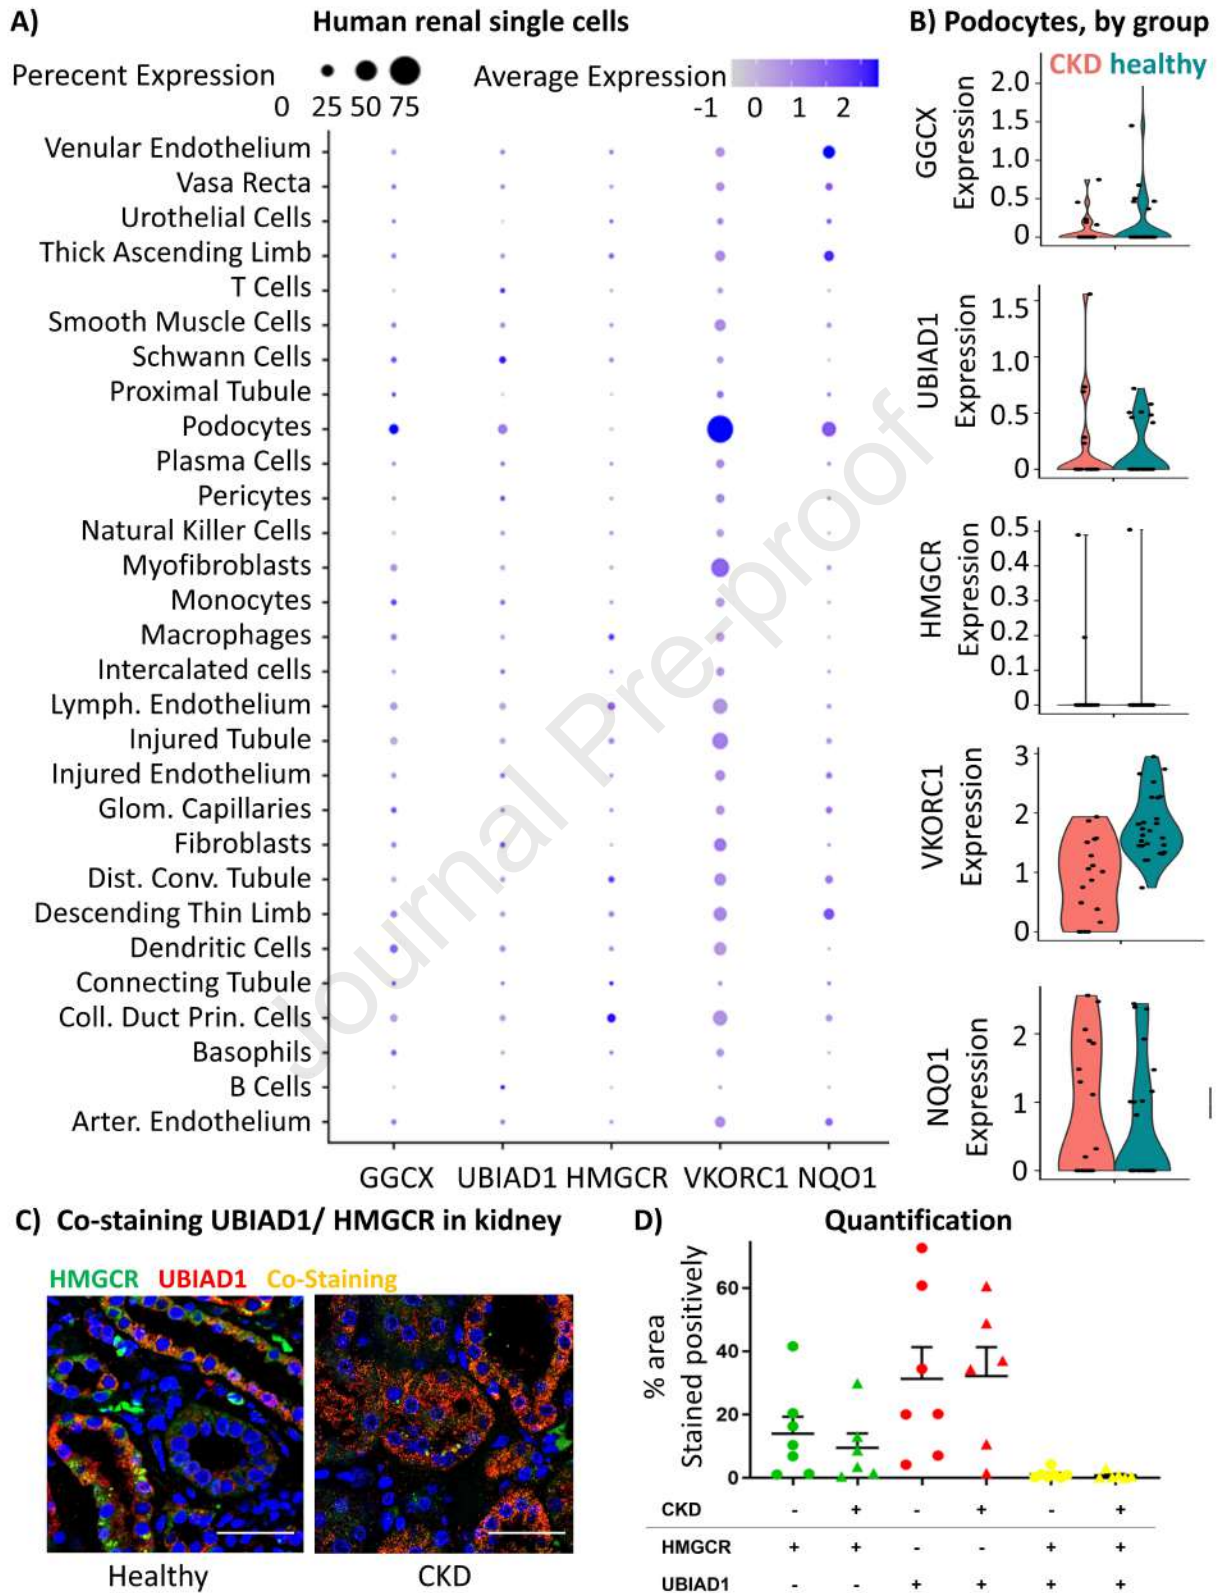 A) Human renal single cells
Perecent Expression
0 25 50 75
Average Expression
-1 0 1 2
Venular Endothelium
Vasa Recta
Urothelial Cells
Thick Ascending Limb
T Cells
Smooth Muscle Cells
Schwann Cells
Proximal Tubule
Podocytes
Plasma Cells
Pericytes
Natural Killer Cells
Myofibroblasts
Monocytes
Macrophages
Intercalated cells
Lymph. Endothelium
Injured Tubule
Injured Endothelium
Glom. Capillaries
Fibroblasts
Dist. Conv. Tubule
Descending Thin Limb
Dendritic Cells
Connecting Tubule
Coll. Duct Prin. Cells
Basophils
B Cells
Arter. Endothelium
GGCX UBIAD1 HMGCR VKORC1 NQO1
Journal Pre-proof
B) Podocytes, by group
CKD healthy
GGCX
Expression
2.0
1.5
1.0
0.5
0
UBIAD1
Expression
1.5
1.0
0.5
0
HMGCR
Expression
0.5
0.4
0.3
0.2
0.1
0
VKORC1
Expression
3
2
1
0
NQO1
Expression
2
1
0
C) Co-staining UBIAD1/ HMGCR in kidney
HMGCR UBIAD1 Co-Staining
Healthy CKD
D) Quantification
% area
Stained positively
60
40
20
0
CKD - + - + - +
HMGCR + + - - + +
UBIAD1 - - + + + +